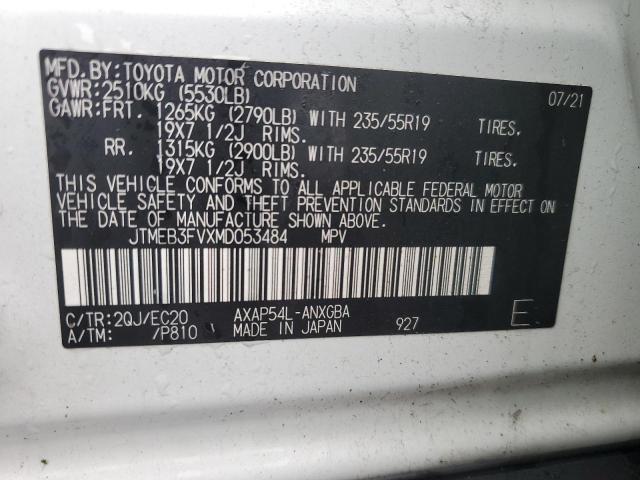 MFD.BY:TOYOTA MOTOR CORPORATION 07/21
GVWR:2510KG (5530LB)
GAWR:FRT. 1265KG (2790LB) WITH 235/55R19 TIRES.
19X7 1/2J RIMS.
RR. 1315KG (2900LB) WITH 235/55R19 TIRES.
19X7 1/2J RIMS.
THIS VEHICLE CONFORMS TO ALL APPLICABLE FEDERAL MOTOR
VEHICLE SAFETY AND THEFT PREVENTION STANDARDS IN EFFECT ON
THE DATE OF MANUFACTURE SHOWN ABOVE.
JTMEB3FVXMD053484 MPV
C/TR:2QJ/EC20 AXAP54L-ANXGBA E
A/TM: /P810 MADE IN JAPAN 927